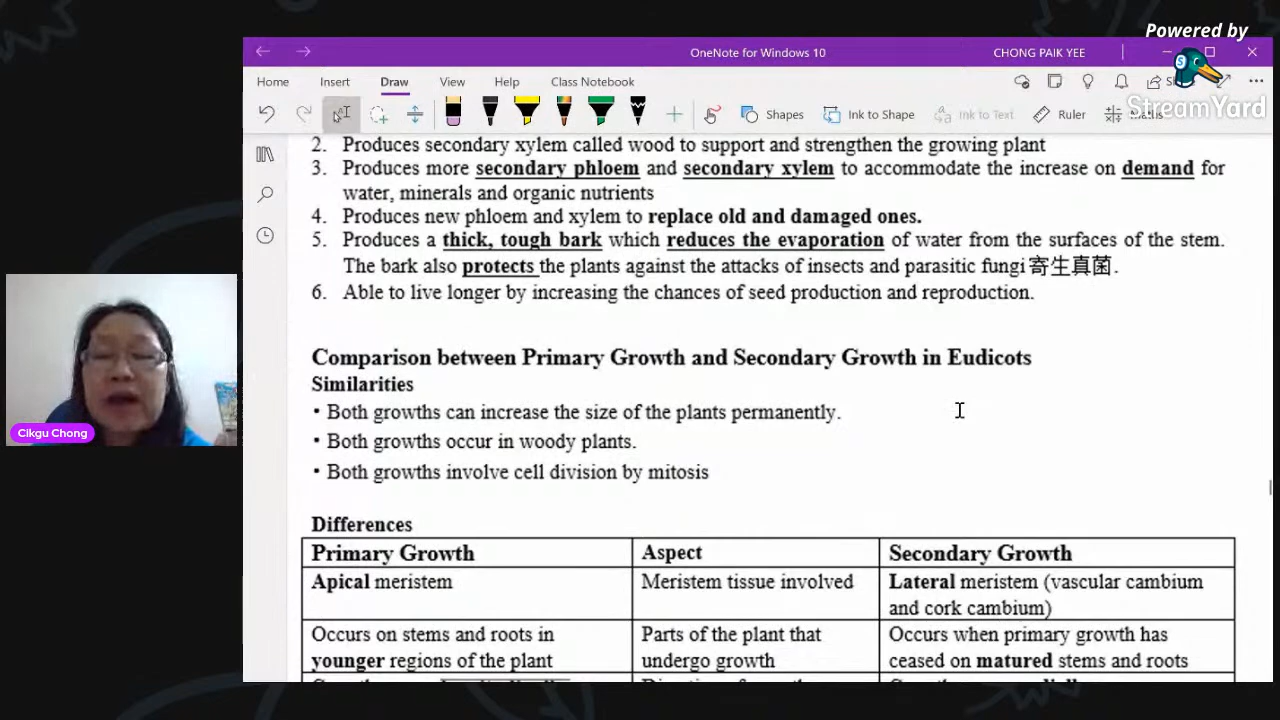 Powered by
StreamYard
OneNote for Windows 10
CHONG PAIK YEE
Home Insert Draw View Help Class Notebook
Shapes Ink to Shape Ink to Text Ruler
2. Produces secondary xylem called wood to support and strengthen the growing plant
3. Produces more secondary phloem and secondary xylem to accommodate the increase on demand for
water, minerals and organic nutrients
4. Produces new phloem and xylem to replace old and damaged ones.
5. Produces a thick, tough bark which reduces the evaporation of water from the surfaces of the stem.
The bark also protects the plants against the attacks of insects and parasitic fungi 寄生真菌.
6. Able to live longer by increasing the chances of seed production and reproduction.
Comparison between Primary Growth and Secondary Growth in Eudicots
Similarities
• Both growths can increase the size of the plants permanently.
• Both growths occur in woody plants.
• Both growths involve cell division by mitosis
Differences
Primary Growth Aspect Secondary Growth
Apical meristem Meristem tissue involved Lateral meristem (vascular cambium
and cork cambium)
Occurs on stems and roots in Parts of the plant that Occurs when primary growth has
younger regions of the plant undergo growth ceased on matured stems and roots
Cikgu Chong